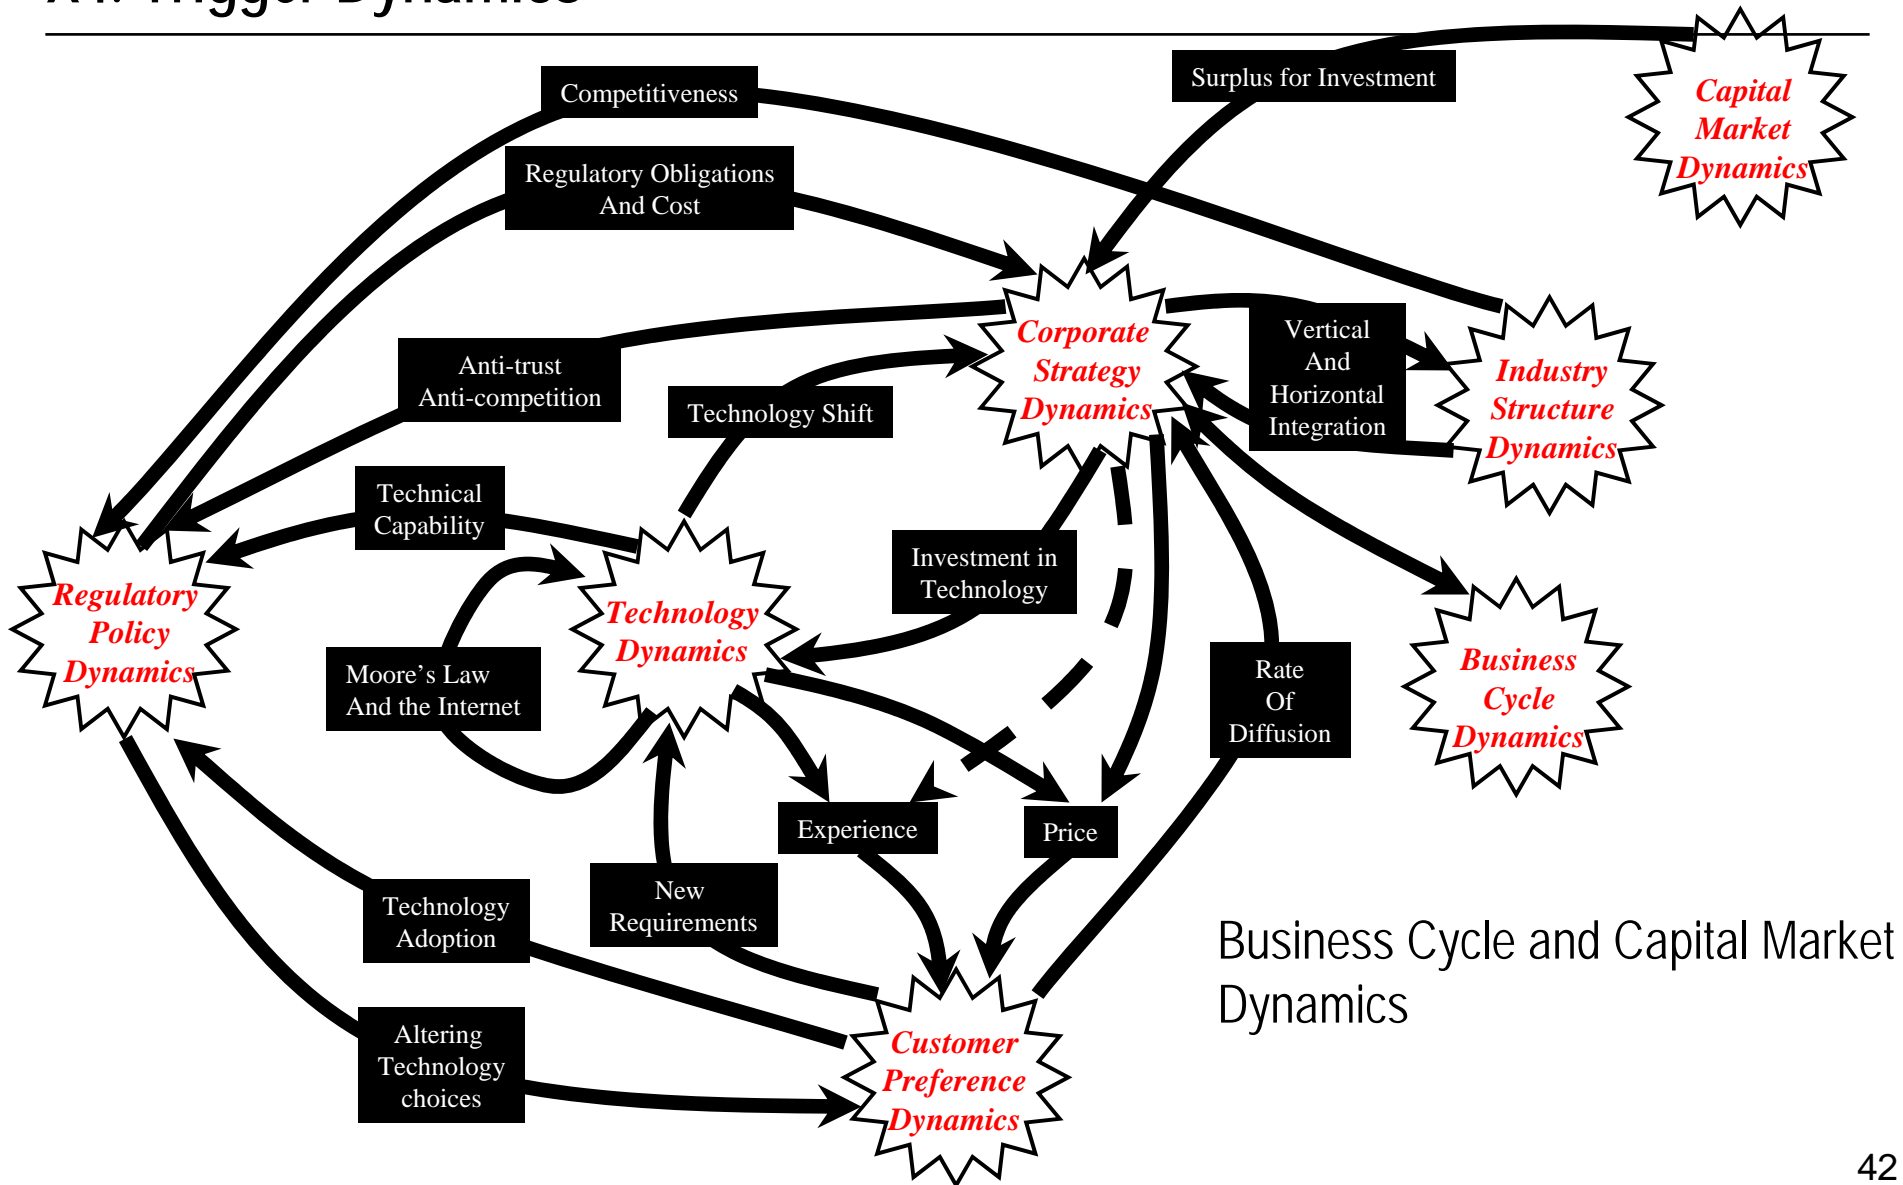 X4: Trigger Dynamics
Competitiveness
Surplus for Investment
Capital
Market
Dynamics
Regulatory Obligations
And Cost
Corporate
Strategy
Dynamics
Vertical
And
Horizontal
Integration
Industry
Structure
Dynamics
Anti-trust
Anti-competition
Technology Shift
Technical
Capability
Investment in
Technology
Regulatory
Policy
Dynamics
Technology
Dynamics
Moore’s Law
And the Internet
Rate
Of
Diffusion
Business
Cycle
Dynamics
Experience
Price
Technology
Adoption
New
Requirements
Business Cycle and Capital Market
Dynamics
Altering
Technology
choices
Customer
Preference
Dynamics
42